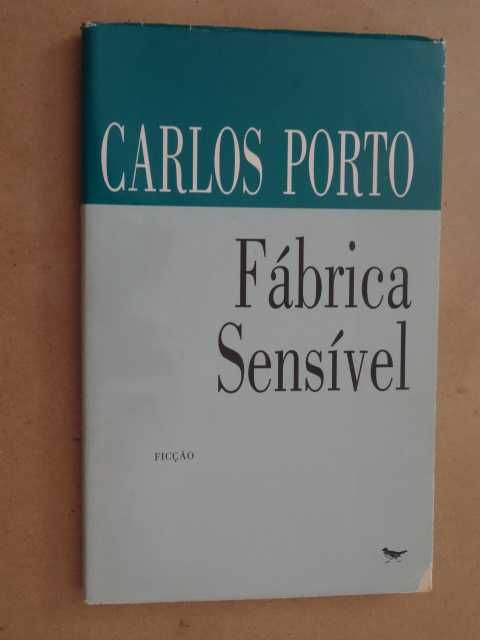 CARLOS PORTO
Fábrica
Sensível
FICÇÃO